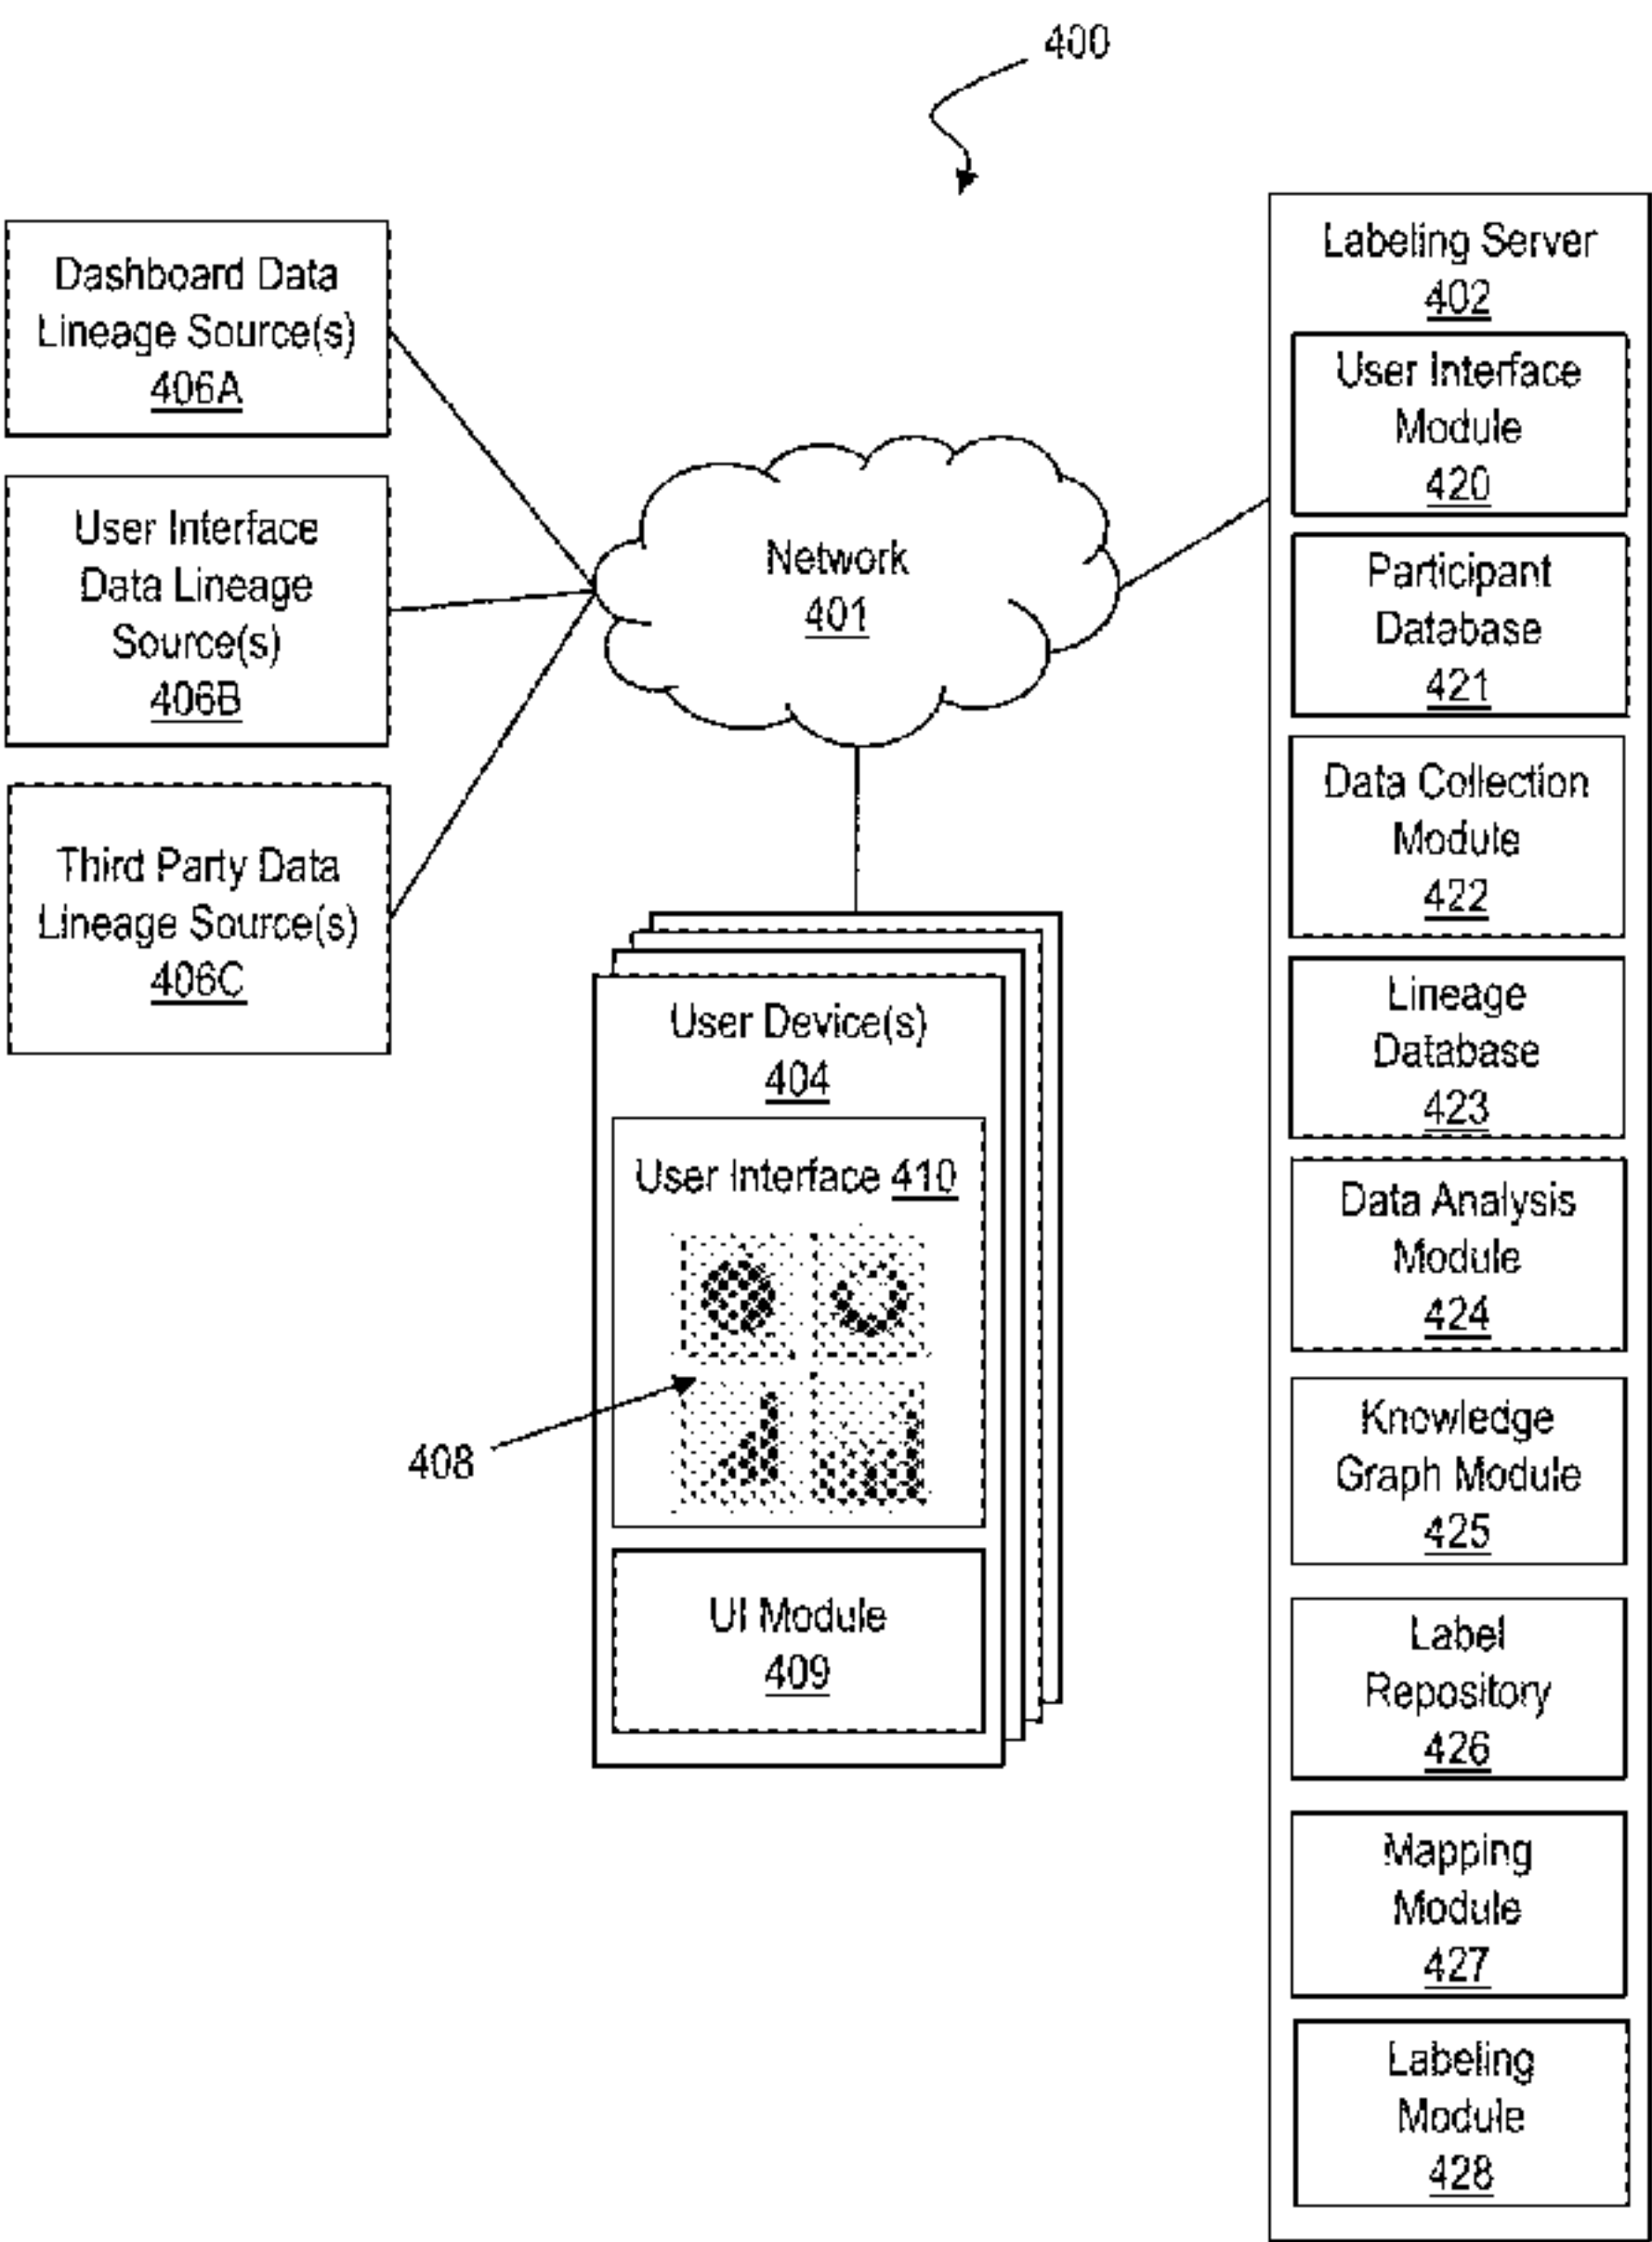 400
Dashboard Data
Lineage Source(s)
406A
User Interface
Data Lineage
Source(s)
406B
Third Party Data
Lineage Source(s)
406C
Network
401
User Device(s)
404
User Interface 410
408
UI Module
409
Labeling Server
402
User Interface
Module
420
Participant
Database
421
Data Collection
Module
422
Lineage
Database
423
Data Analysis
Module
424
Knowledge
Graph Module
425
Label
Repository
426
Mapping
Module
427
Labeling
Module
428